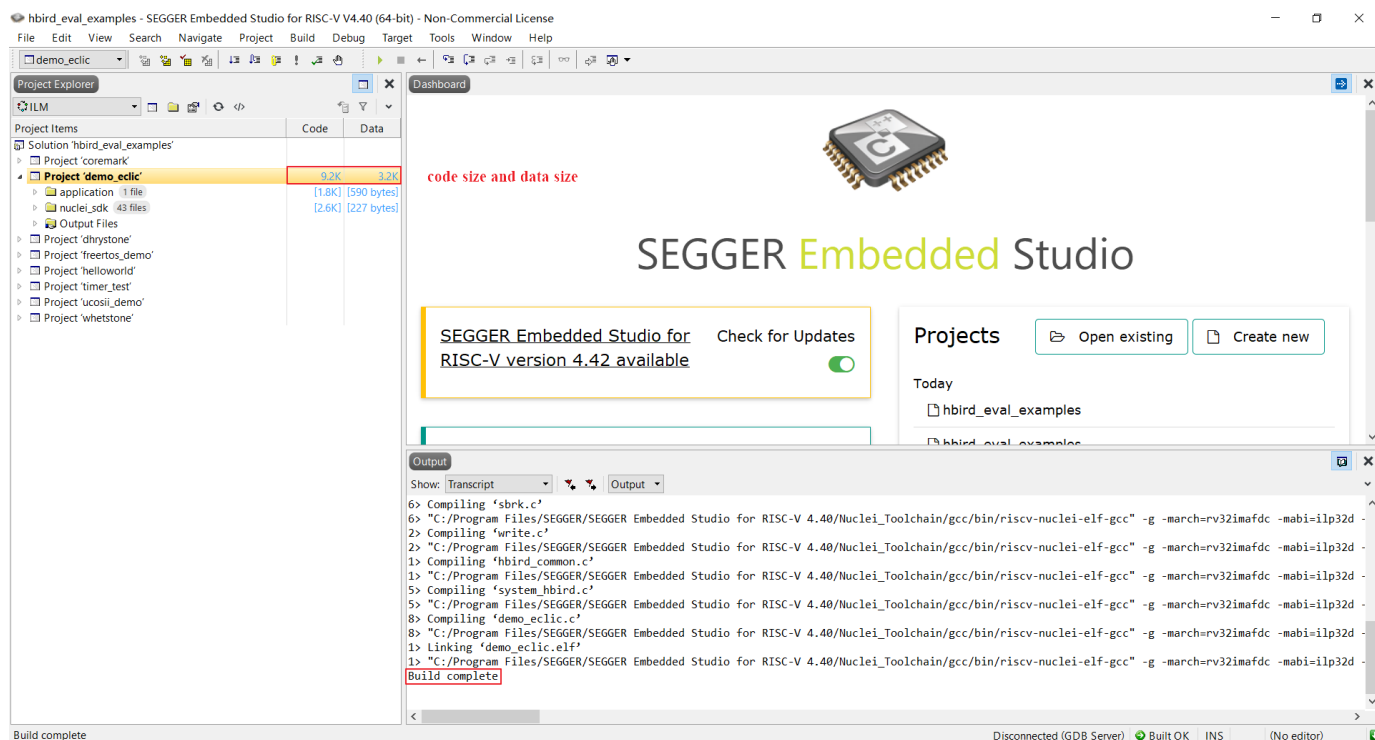 hbird_eval_examples - SEGGER Embedded Studio for RISC-V V4.40 (64-bit) - Non-Commercial License
File Edit View Search Navigate Project Build Debug Target Tools Window Help
demo_eclic
Project Explorer
ILM
Project Items Code Data
Solution 'hbird_eval_examples'
Project 'coremark'
Project 'demo_eclic' 9.2K 3.2K
application 1 file [1.8K] [590 bytes]
nuclei_sdk 43 files [2.6K] [227 bytes]
Output Files
Project 'dhrystone'
Project 'freertos_demo'
Project 'helloworld'
Project 'timer_test'
Project 'ucosii_demo'
Project 'whetstone'
Dashboard
code size and data size
SEGGER Embedded Studio
SEGGER Embedded Studio for
RISC-V version 4.42 available
Check for Updates
Projects
Open existing
Create new
Today
hbird_eval_examples
hbird_eval_examples
Output
Show: Transcript Output
6> Compiling ‘sbrk.c’
6> "C:/Program Files/SEGGER/SEGGER Embedded Studio for RISC-V 4.40/Nuclei_Toolchain/gcc/bin/riscv-nuclei-elf-gcc" -g -march=rv32imafdc -mabi=ilp32d -
2> Compiling ‘write.c’
2> "C:/Program Files/SEGGER/SEGGER Embedded Studio for RISC-V 4.40/Nuclei_Toolchain/gcc/bin/riscv-nuclei-elf-gcc" -g -march=rv32imafdc -mabi=ilp32d -
1> Compiling ‘hbird_common.c’
1> "C:/Program Files/SEGGER/SEGGER Embedded Studio for RISC-V 4.40/Nuclei_Toolchain/gcc/bin/riscv-nuclei-elf-gcc" -g -march=rv32imafdc -mabi=ilp32d -
5> Compiling ‘system_hbird.c’
5> "C:/Program Files/SEGGER/SEGGER Embedded Studio for RISC-V 4.40/Nuclei_Toolchain/gcc/bin/riscv-nuclei-elf-gcc" -g -march=rv32imafdc -mabi=ilp32d -
8> Compiling ‘demo_eclic.c’
8> "C:/Program Files/SEGGER/SEGGER Embedded Studio for RISC-V 4.40/Nuclei_Toolchain/gcc/bin/riscv-nuclei-elf-gcc" -g -march=rv32imafdc -mabi=ilp32d -
1> Linking ‘demo_eclic.elf’
1> "C:/Program Files/SEGGER/SEGGER Embedded Studio for RISC-V 4.40/Nuclei_Toolchain/gcc/bin/riscv-nuclei-elf-gcc" -g -march=rv32imafdc -mabi=ilp32d -
Build complete
Build complete Disconnected (GDB Server) Built OK INS (No editor)